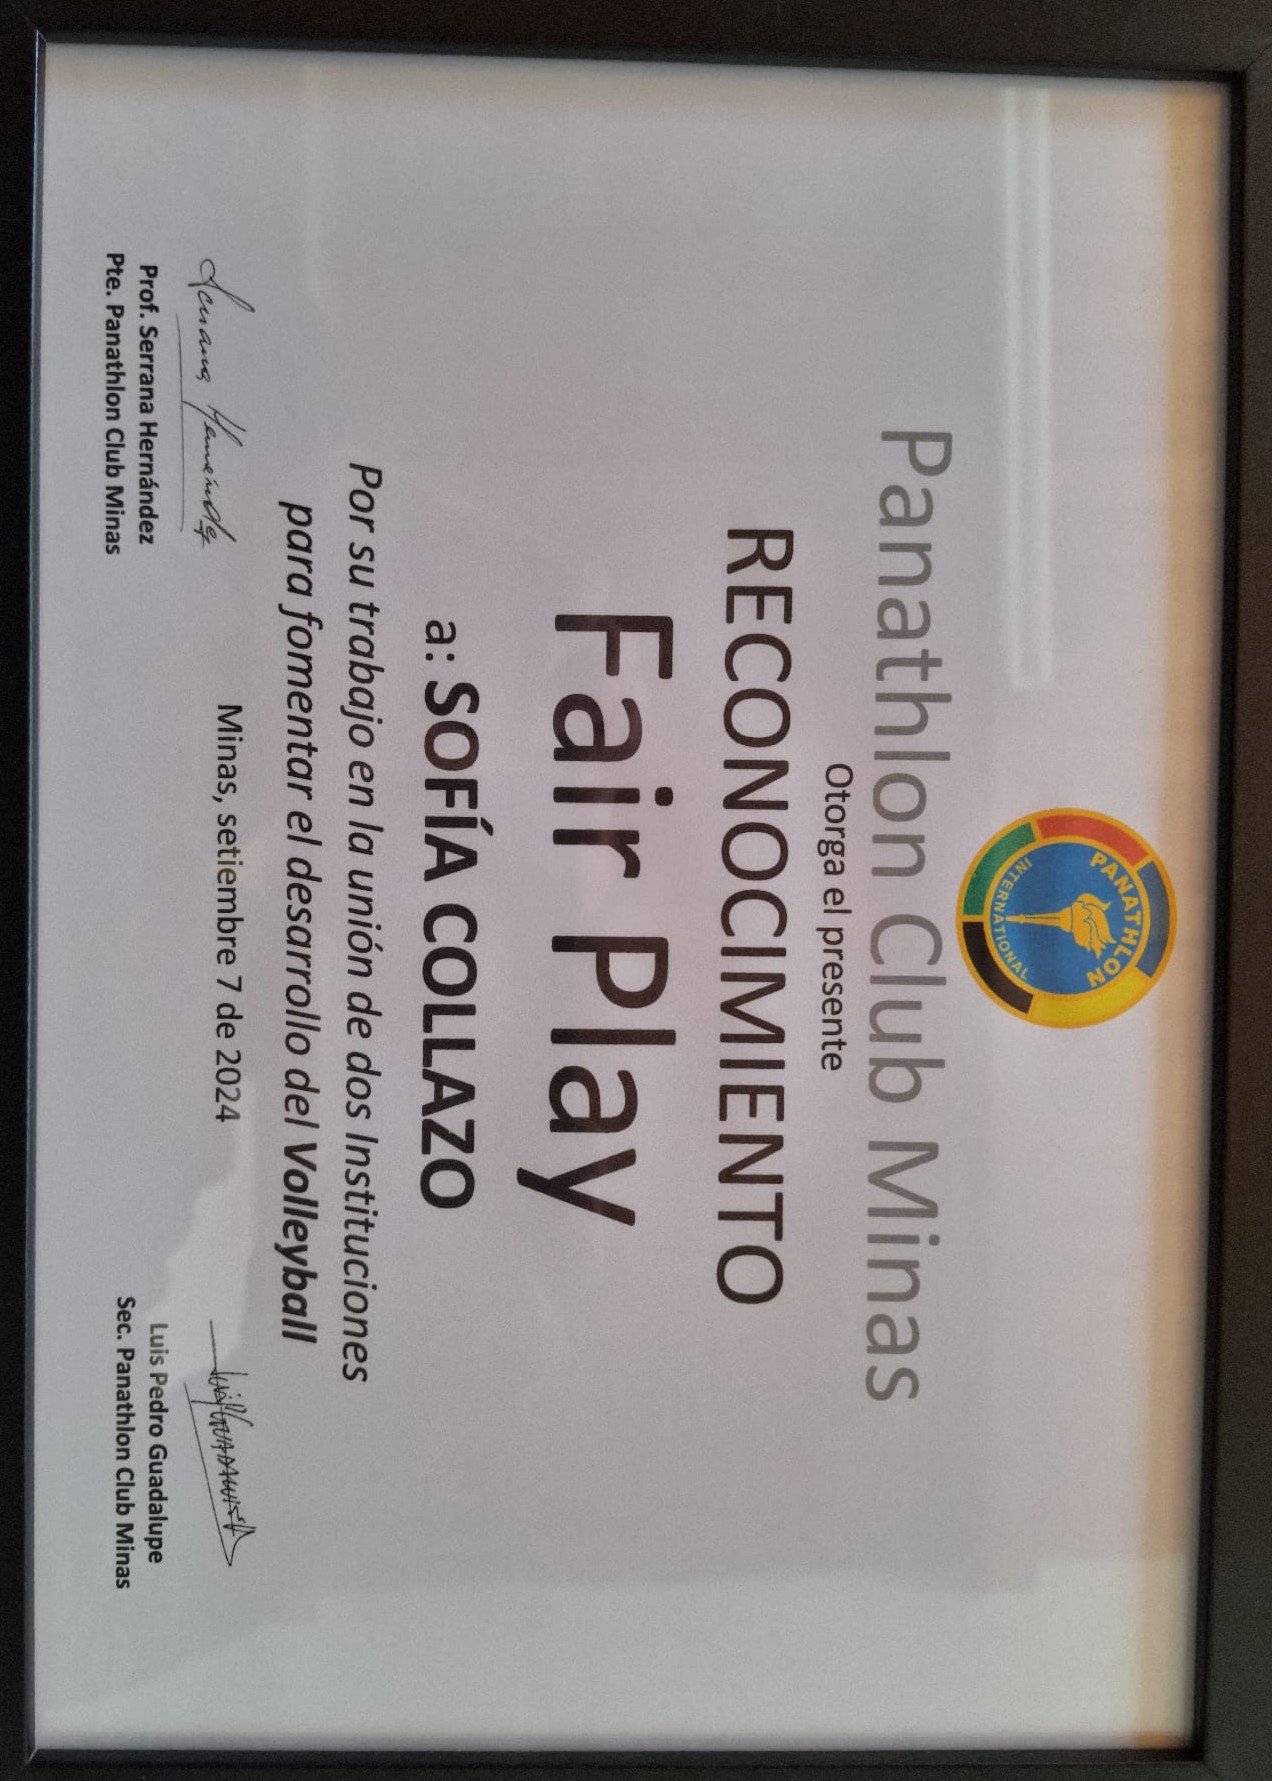 PANATHLON
INTERNATIONAL
Panathlon Club Minas
Otorga el presente
RECONOCIMIENTO
Fair Play
a: SOFÍA COLLAZO
Por su trabajo en la unión de dos Instituciones
para fomentar el desarrollo del Volleyball
Minas, setiembre 7 de 2024
Serrana Hernández
Prof. Serrana Hernández
Pte. Panathlon Club Minas
Luis Pedro Guadalupe
Sec. Panathlon Club Minas